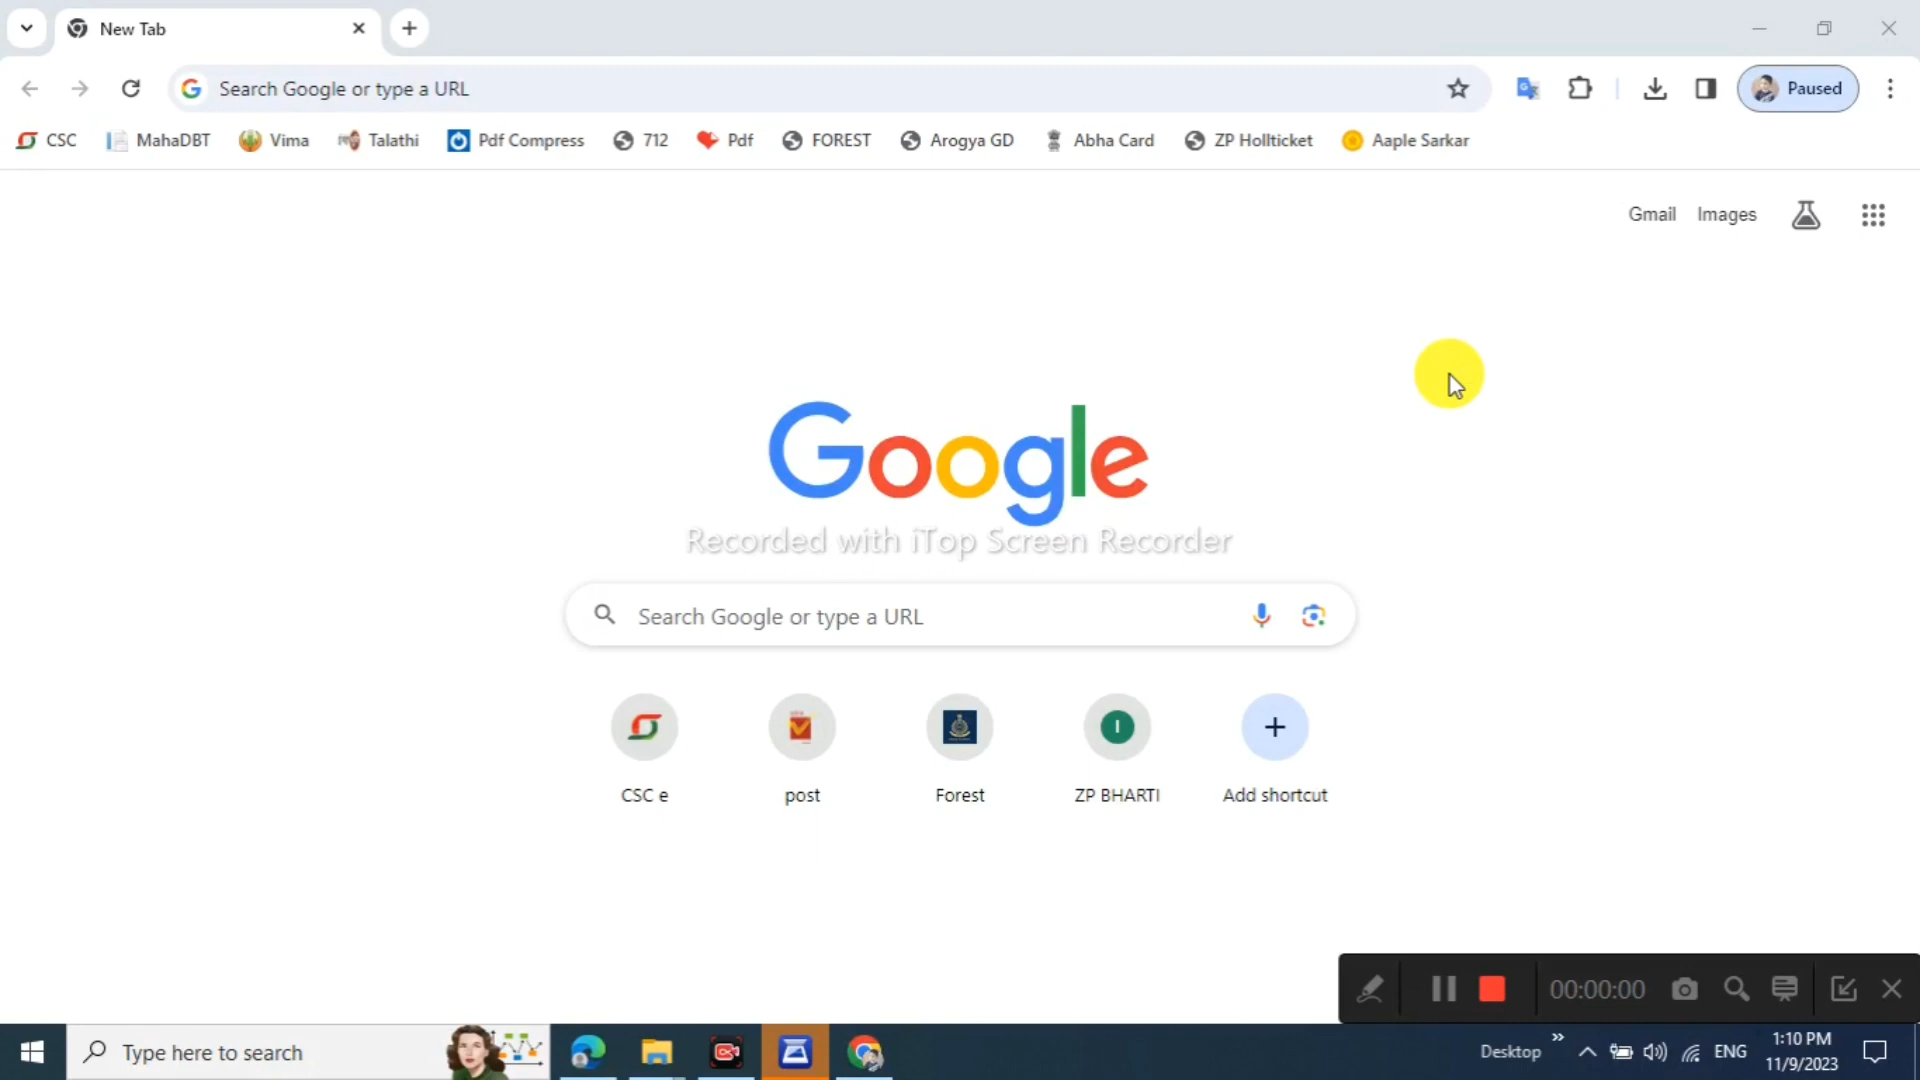 New Tab
Search Google or type a URL
Paused
CSC MahaDBT Vima Talathi Pdf Compress 712 Pdf FOREST Arogya GD Abha Card ZP Hollticket Aaple Sarkar
Gmail Images
Google
Recorded with iTop Screen Recorder
Search Google or type a URL
I
CSC e post Forest ZP BHARTI Add shortcut
00:00:00
Type here to search
Desktop
ENG
1:10 PM
11/9/2023